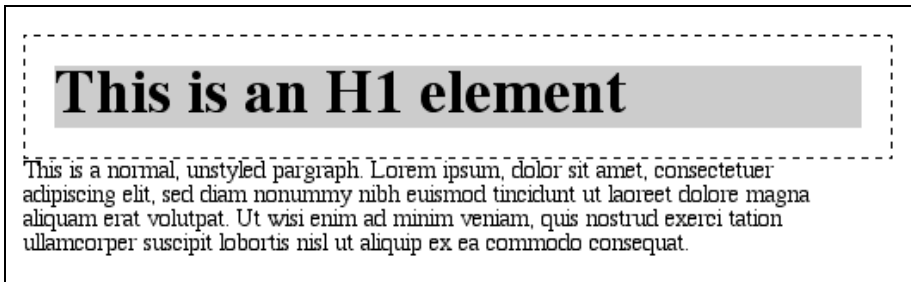 This is an H1 element
This is a normal, unstyled pargraph. Lorem ipsum, dolor sit amet, consectetuer
adipiscing elit, sed diam nonummy nibh euismod tincidunt ut laoreet dolore magna
aliquam erat volutpat. Ut wisi enim ad minim veniam, quis nostrud exerci tation
ullamcorper suscipit lobortis nisl ut aliquip ex ea commodo consequat.